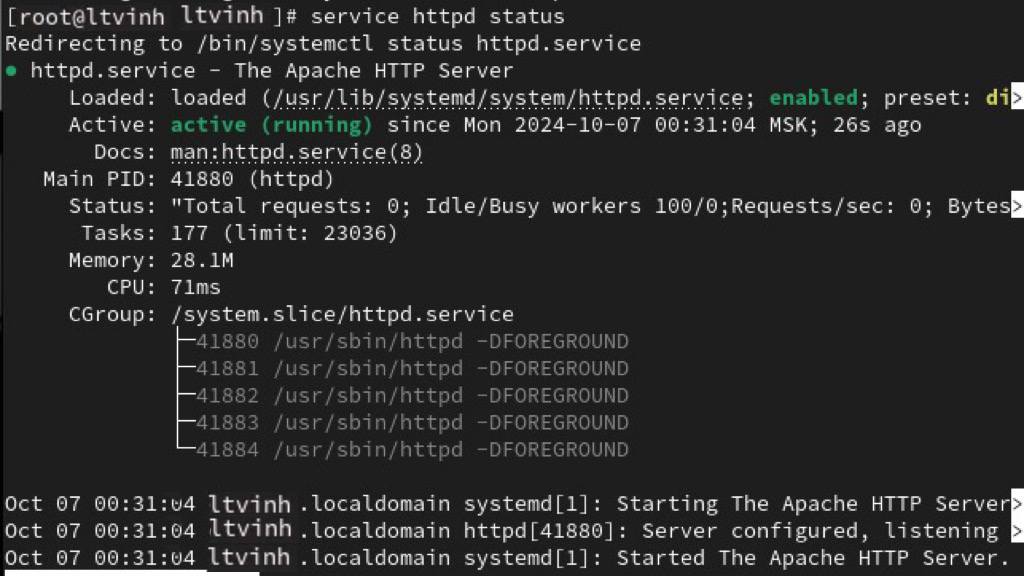 [root@ltvinh ltvinh ]# service httpd status
Redirecting to /bin/systemctl status httpd.service
● httpd.service - The Apache HTTP Server
Loaded: loaded (/usr/lib/systemd/system/httpd.service; enabled; preset: di>
Active: active (running) since Mon 2024-10-07 00:31:04 MSK; 26s ago
Docs: man:httpd.service(8)
Main PID: 41880 (httpd)
Status: "Total requests: 0; Idle/Busy workers 100/0;Requests/sec: 0; Bytes>
Tasks: 177 (limit: 23036)
Memory: 28.1M
CPU: 71ms
CGroup: /system.slice/httpd.service
├─41880 /usr/sbin/httpd -DFOREGROUND
├─41881 /usr/sbin/httpd -DFOREGROUND
├─41882 /usr/sbin/httpd -DFOREGROUND
├─41883 /usr/sbin/httpd -DFOREGROUND
└─41884 /usr/sbin/httpd -DFOREGROUND
Oct 07 00:31:04 ltvinh .localdomain systemd[1]: Starting The Apache HTTP Server>
Oct 07 00:31:04 ltvinh .localdomain httpd[41880]: Server configured, listening >
Oct 07 00:31:04 ltvinh .localdomain systemd[1]: Started The Apache HTTP Server.